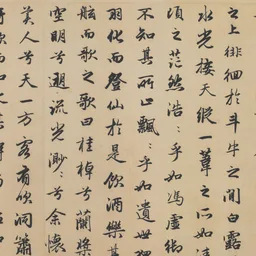 之上徘徊於斗牛之間白露
水光接天縱一葦之所如
頃之茫然浩〻乎如馮虛御
不知其所止飄〻乎如遺世
羽化而登仙於是飲酒樂
舷而歌之歌曰桂棹兮蘭槳
空明兮遡流光渺〻兮余懷
美人兮天一方客有吹洞簫